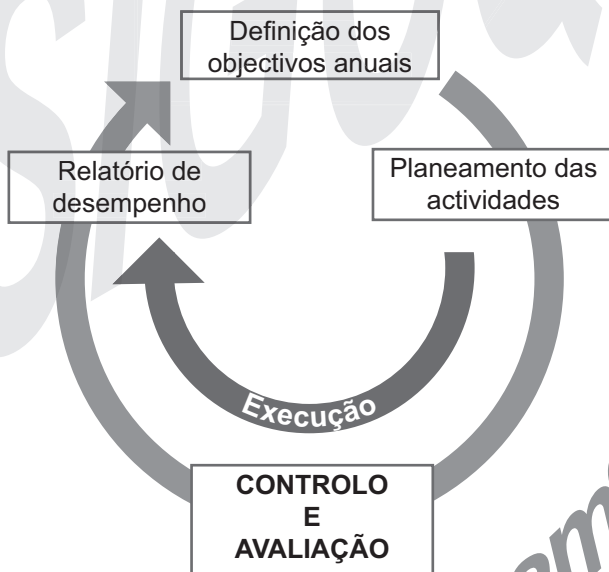 Definição dos
objectivos anuais
Relatório de
desempenho
Planeamento das
actividades
Execução
CONTROLO
E
AVALIAÇÃO